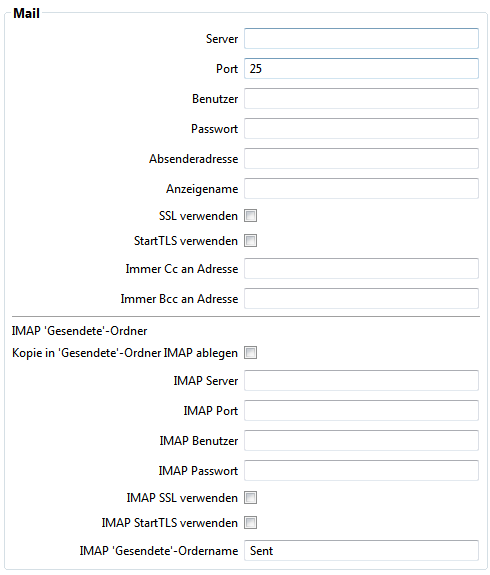 Mail
Server
Port 25
Benutzer
Passwort
Absenderadresse
Anzeigename
SSL verwenden
StartTLS verwenden
Immer Cc an Adresse
Immer Bcc an Adresse
IMAP 'Gesendete'-Ordner
Kopie in 'Gesendete'-Ordner IMAP ablegen
IMAP Server
IMAP Port
IMAP Benutzer
IMAP Passwort
IMAP SSL verwenden
IMAP StartTLS verwenden
IMAP 'Gesendete'-Ordername Sent